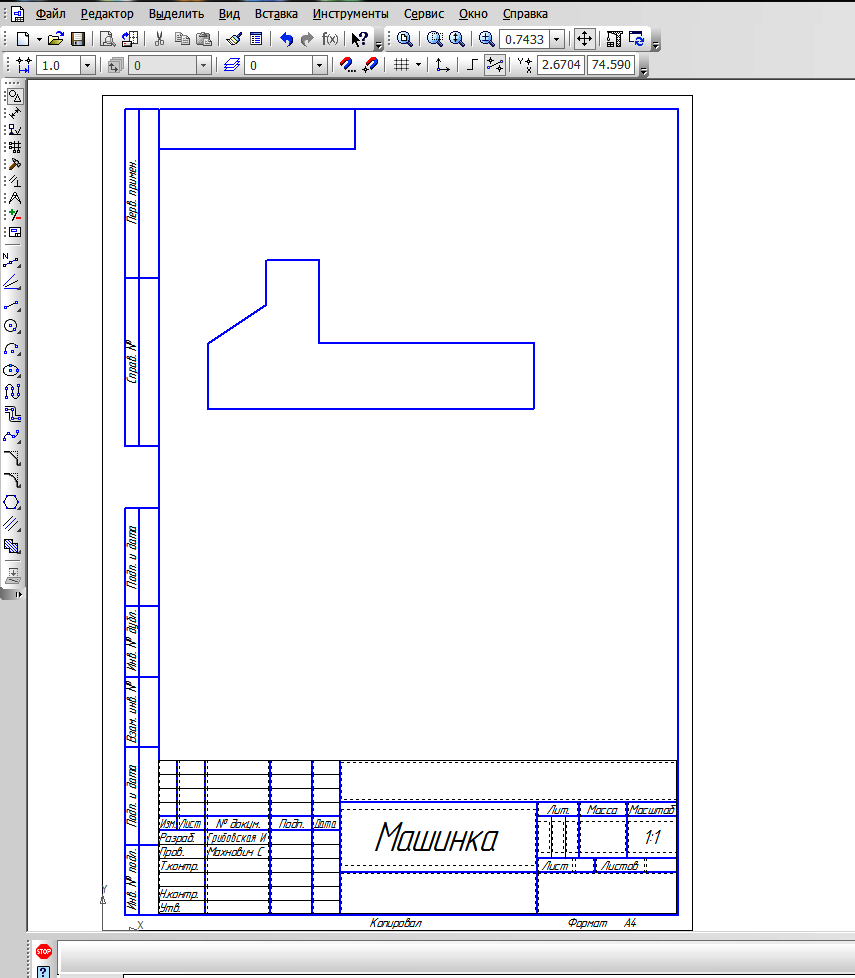 Файл Редактор Выделить Вид Вставка Инструменты Сервис Окно Справка
0.7433
1.0 0 0 2.6704 74.590
Перв. примен.
Справ. №
Подп. и дата
Инв. № дубл.
Взам. инв. №
Подп. и дата
Инв. № подл.
Изм. Лист № докум. Подп. Дата
Разраб. Грибовская И
Пров. Махнович С
Т.контр.
Н.контр.
Утв.
Машинка
Лит. Масса Масштаб
1:1
Лист Листов
Копировал Формат А4
Y
X
STOP
?